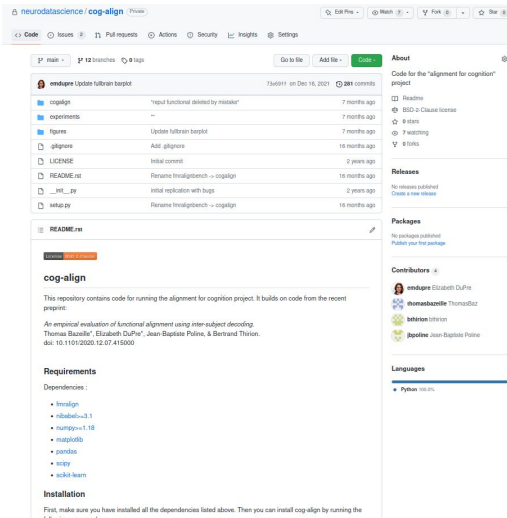 neurodatascience / cog-align Private
Edit Pins Watch 7 Fork 0 Star 0
Code Issues 2 Pull requests Actions Security Insights Settings
main 12 branches 0 tags Go to file Add file Code
emdupre Update fullbrain barplot on Dec 16, 2021 281 commits
cogalign "reput functional deleted by mistake" 7 months ago
experiments 7 months ago
figures Update fullbrain barplot 7 months ago
.gitignore Add .gitignore 16 months ago
LICENSE Initial commit 2 years ago
README.rst Rename fmralignbench -> cogalign 16 months ago
__init__.py initial replication with bugs 2 years ago
setup.py Rename fmralignbench -> cogalign 16 months ago
README.rst
License BSD 2-Clause
cog-align
This repository contains code for running the alignment for cognition project. It builds on code from the recent
preprint:
An empirical evaluation of functional alignment using inter-subject decoding.
Thomas Bazeille*, Elizabeth DuPre*, Jean-Baptiste Poline, & Bertrand Thirion.
doi: 10.1101/2020.12.07.415000
Requirements
Dependencies :
fmralign
nibabel>=3.1
numpy>=1.18
matplotlib
pandas
scipy
scikit-learn
Installation
First, make sure you have installed all the dependencies listed above. Then you can install cog-align by running the
About
Code for the "alignment for cognition"
project
Readme
BSD-2-Clause license
0 stars
7 watching
0 forks
Releases
No releases published
Create a new release
Packages
No packages published
Publish your first package
Contributors 4
emdupre Elizabeth DuPre
thomasbazeille ThomasBaz
bthirion bthirion
jbpoline Jean-Baptiste Poline
Languages
Python 100.0%